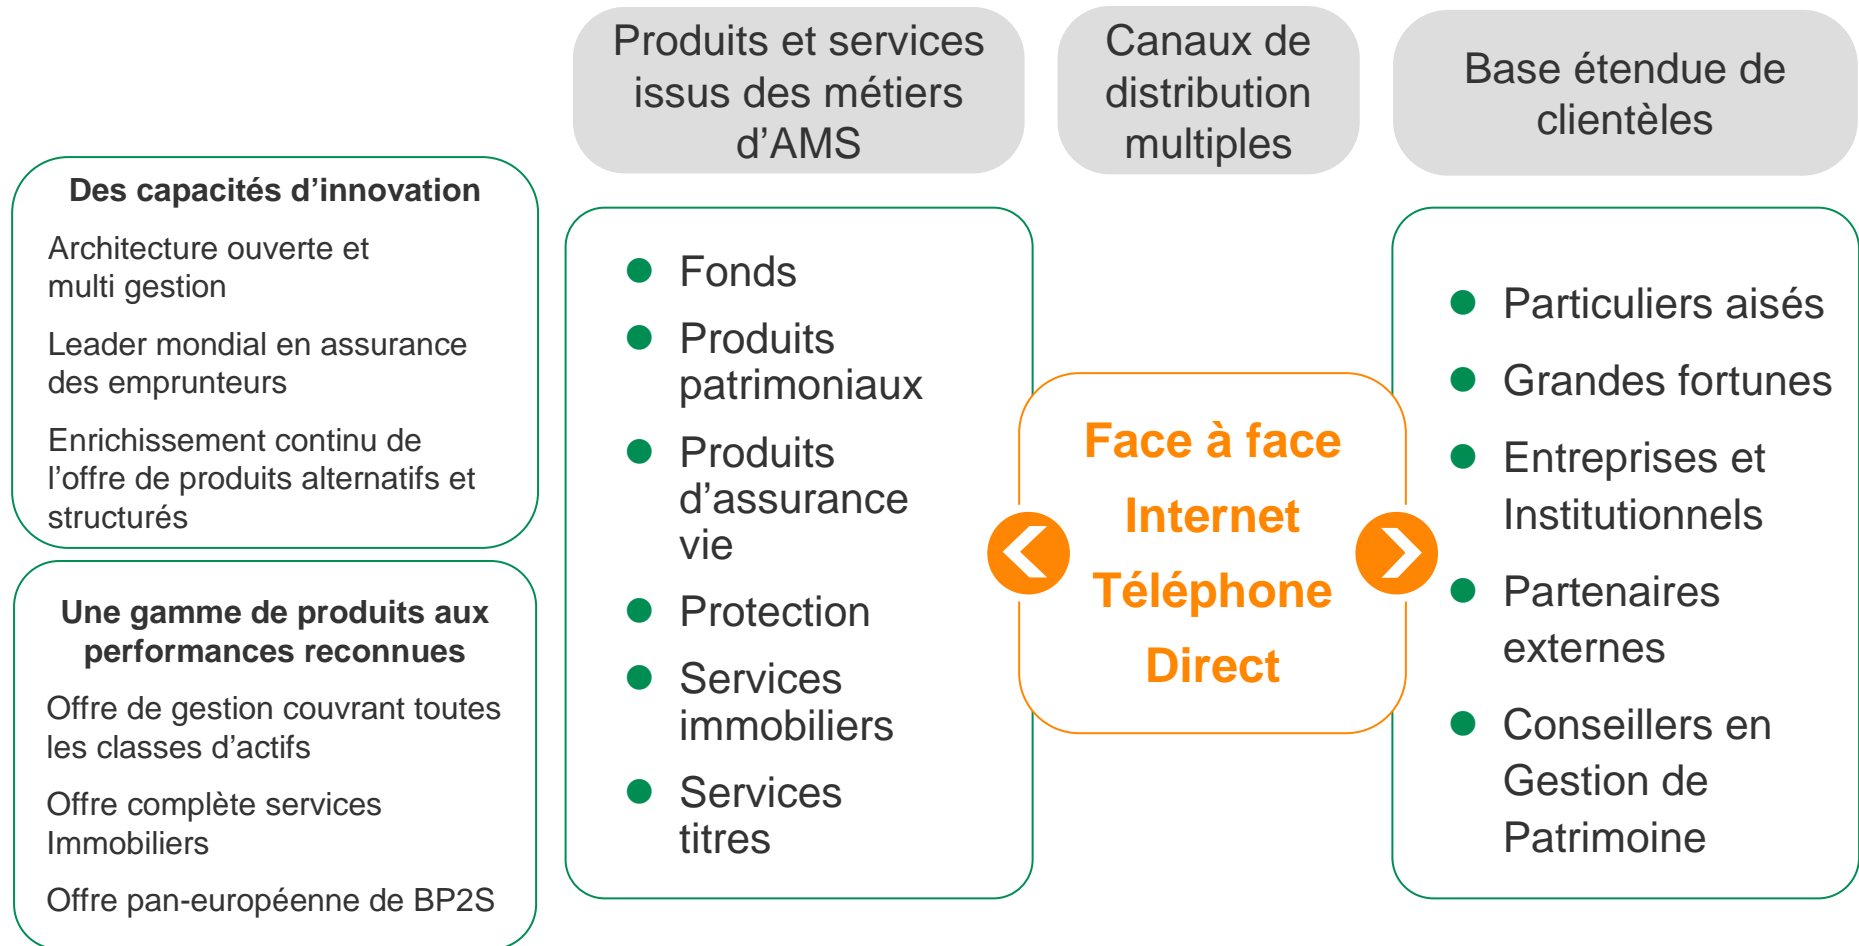 Produits et services
issus des métiers
d’AMS
Canaux de
distribution
multiples
Base étendue de
clientèles
Des capacités d’innovation
Architecture ouverte et
multi gestion
Leader mondial en assurance
des emprunteurs
Enrichissement continu de
l’offre de produits alternatifs et
structurés
Une gamme de produits aux
performances reconnues
Offre de gestion couvrant toutes
les classes d’actifs
Offre complète services
Immobiliers
Offre pan-européenne de BP2S
Fonds
Produits
patrimoniaux
Produits
d’assurance
vie
Protection
Services
immobiliers
Services
titres
Face à face
Internet
Téléphone
Direct
Particuliers aisés
Grandes fortunes
Entreprises et
Institutionnels
Partenaires
externes
Conseillers en
Gestion de
Patrimoine